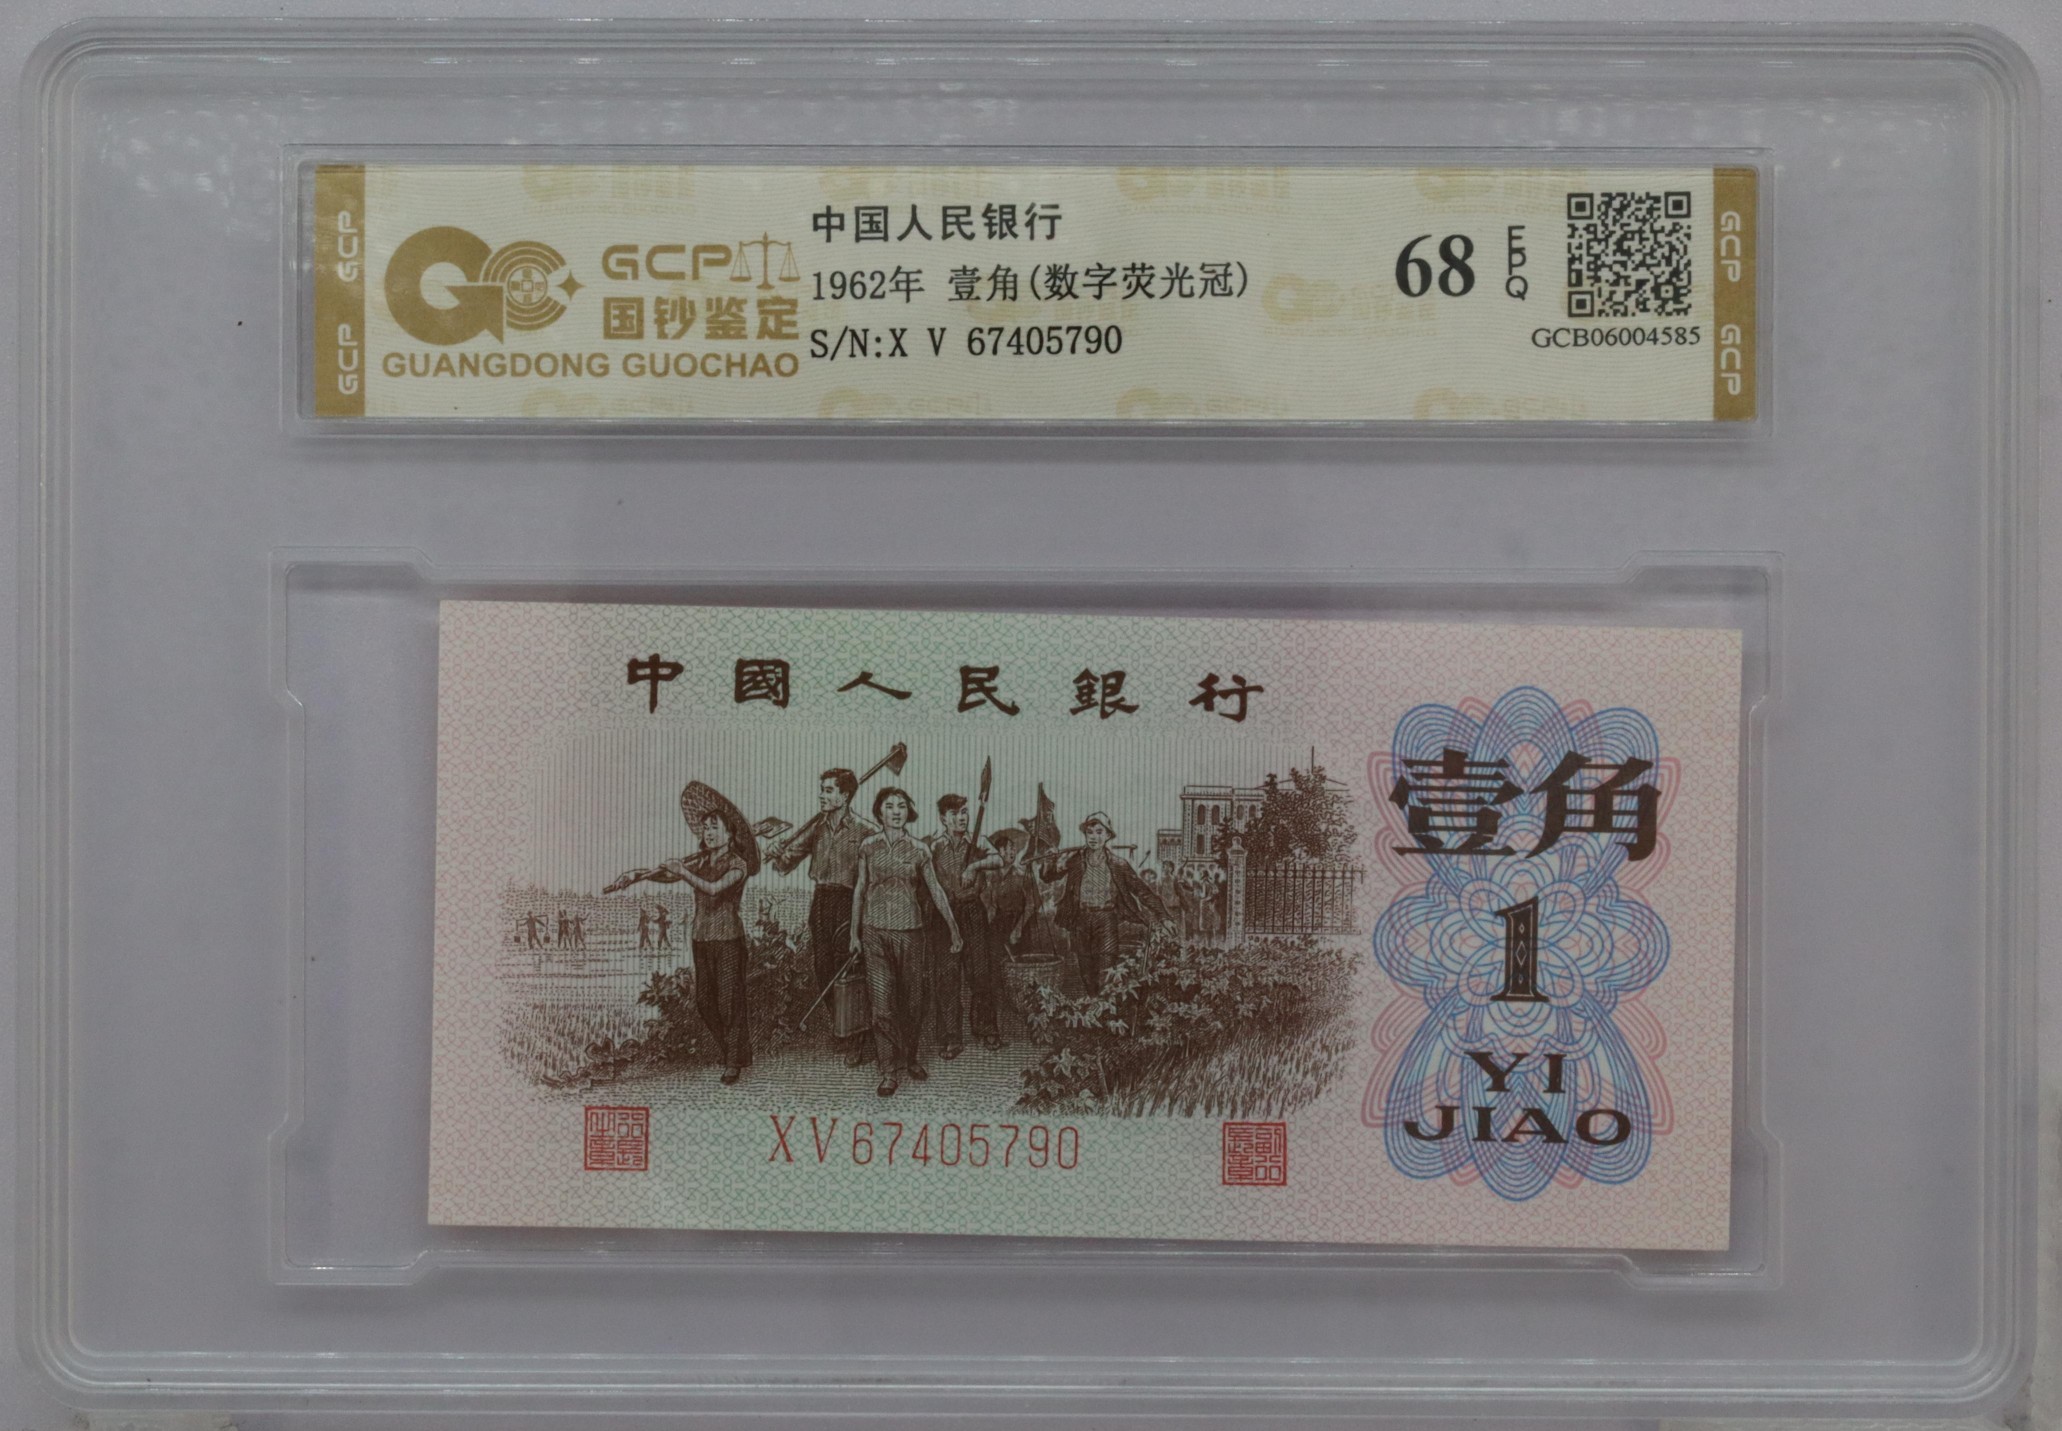 GCP
GCP
GCP
国钞鉴定
GUANGDONG GUOCHAO
中国人民银行
1962年 壹角(数字荧光冠)
S/N:X V 67405790
68
EPQ
GCB06004585
GCP
GCP
中國人民銀行
壹角
1
YI
JIAO
XV67405790